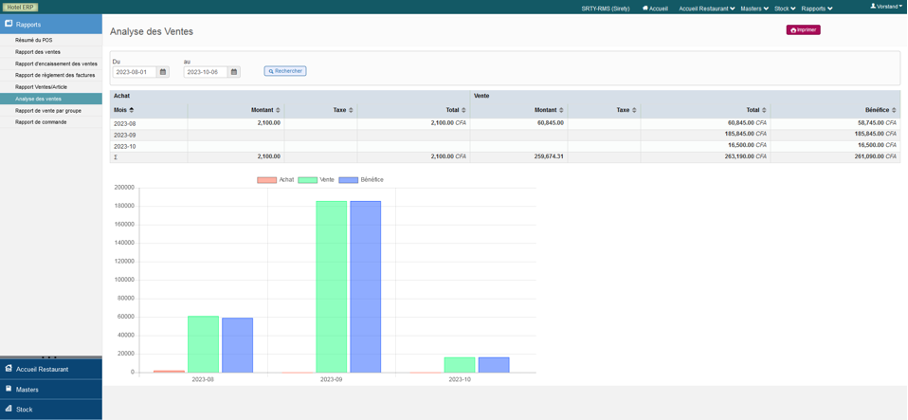 Hotel ERP
SRTY-RMS (Sirety) Accueil Accueil Restaurant Masters Stock Rapports Vorstand
Rapports
Résumé du POS
Rapport des ventes
Rapport d'encaissement des ventes
Rapport de règlement des factures
Rapport Ventes/Article
Analyse des ventes
Rapport de vente par groupe
Rapport de commande
Accueil Restaurant
Masters
Stock
Analyse des Ventes
Imprimer
Du au
2023-08-01 2023-10-06 Rechercher
Achat Vente
Mois Montant Taxe Total Montant Taxe Total Bénéfice
2023-08 2,100.00 2,100.00 CFA 60,845.00 60,845.00 CFA 58,745.00 CFA
2023-09 185,845.00 CFA 185,845.00 CFA
2023-10 16,500.00 CFA 16,500.00 CFA
Σ 2,100.00 2,100.00 CFA 259,674.31 263,190.00 CFA 261,090.00 CFA
Achat Vente Bénéfice
200000
180000
160000
140000
120000
100000
80000
60000
40000
20000
0
2023-08 2023-09 2023-10